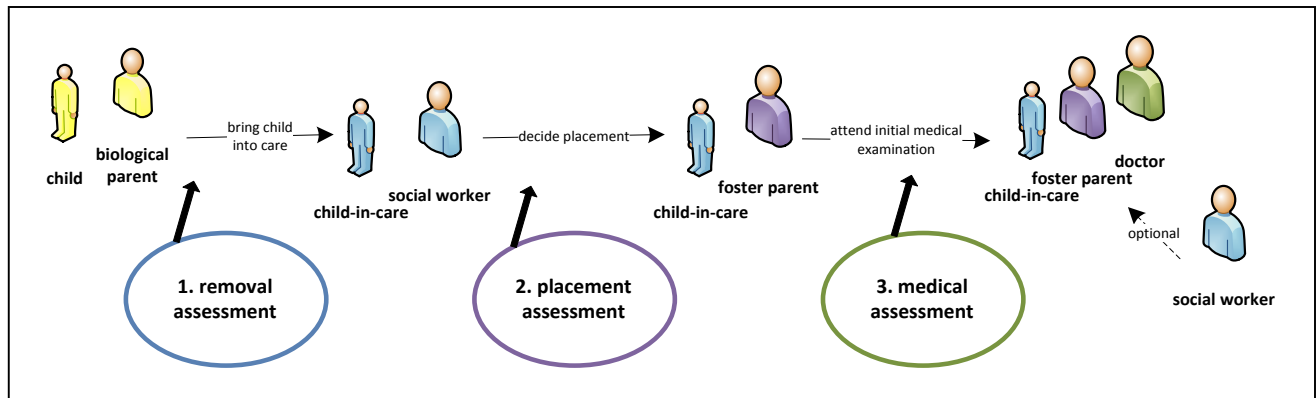 child
biological
parent
bring child
into care
child-in-care
social worker
decide placement
child-in-care
foster parent
attend initial medical
examination
doctor
foster parent
child-in-care
optional
social worker
1. removal
assessment
2. placement
assessment
3. medical
assessment